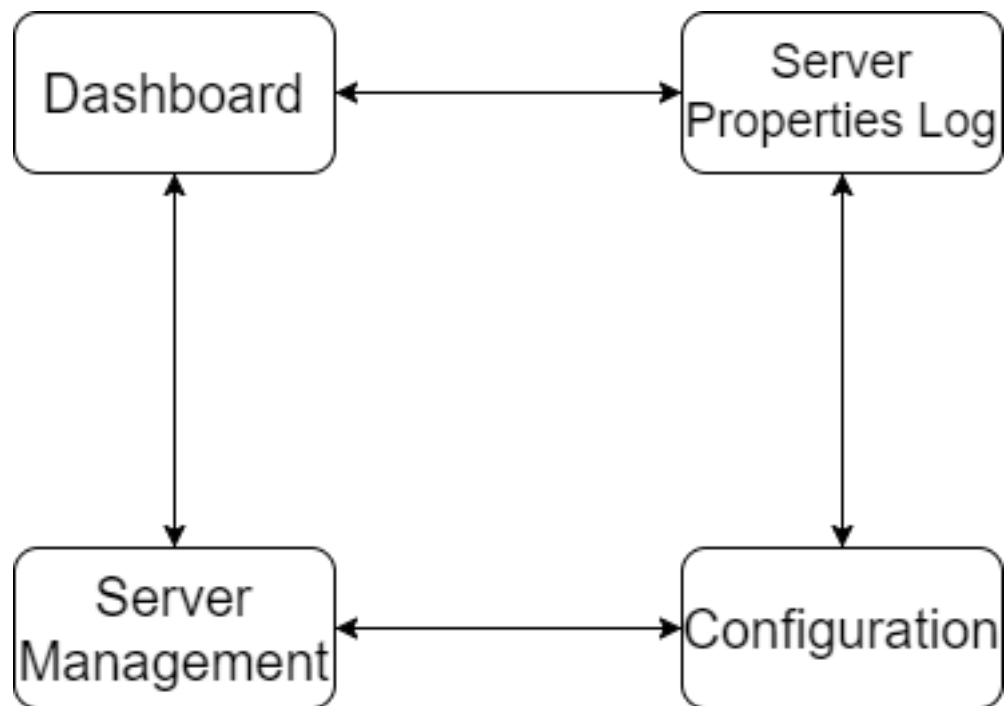 Dashboard
Server
Properties Log
Server
Management
Configuration